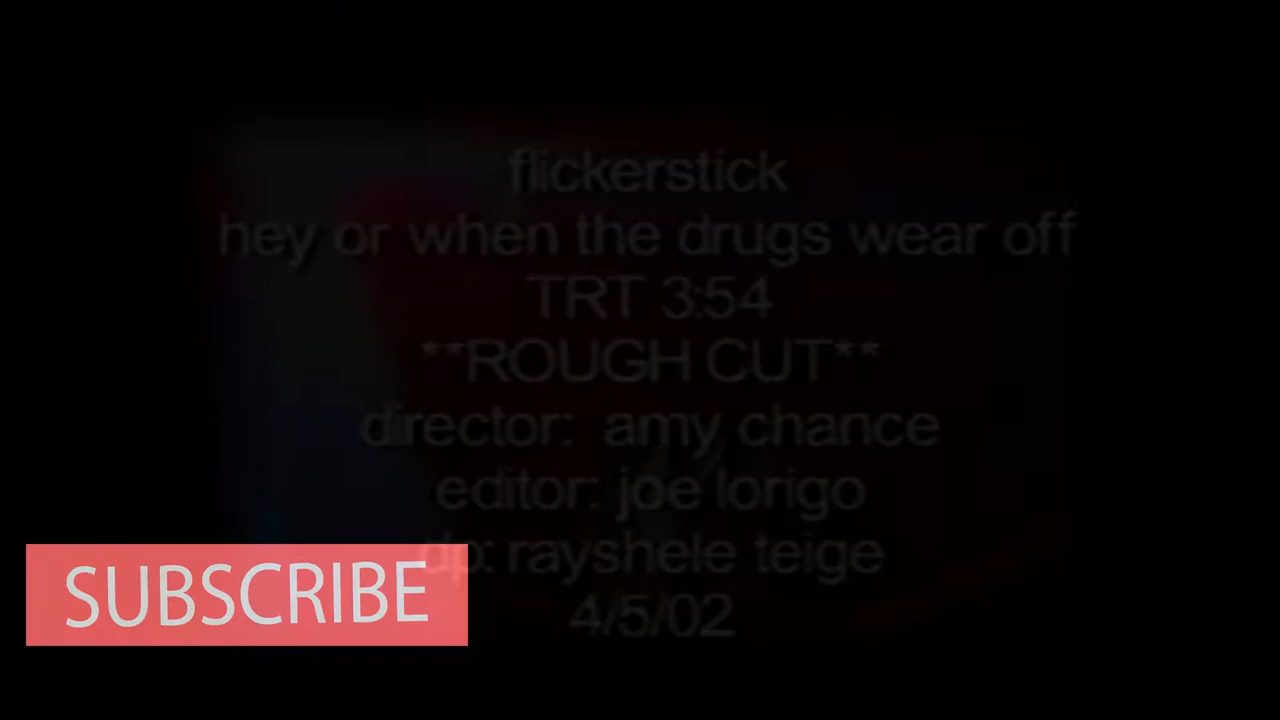 flickerstick
hey or when the drugs wear off
TRT 3:54
**ROUGH CUT**
director: amy chance
editor: joe lorigo
dp: rayshele teige
4/5/02
SUBSCRIBE